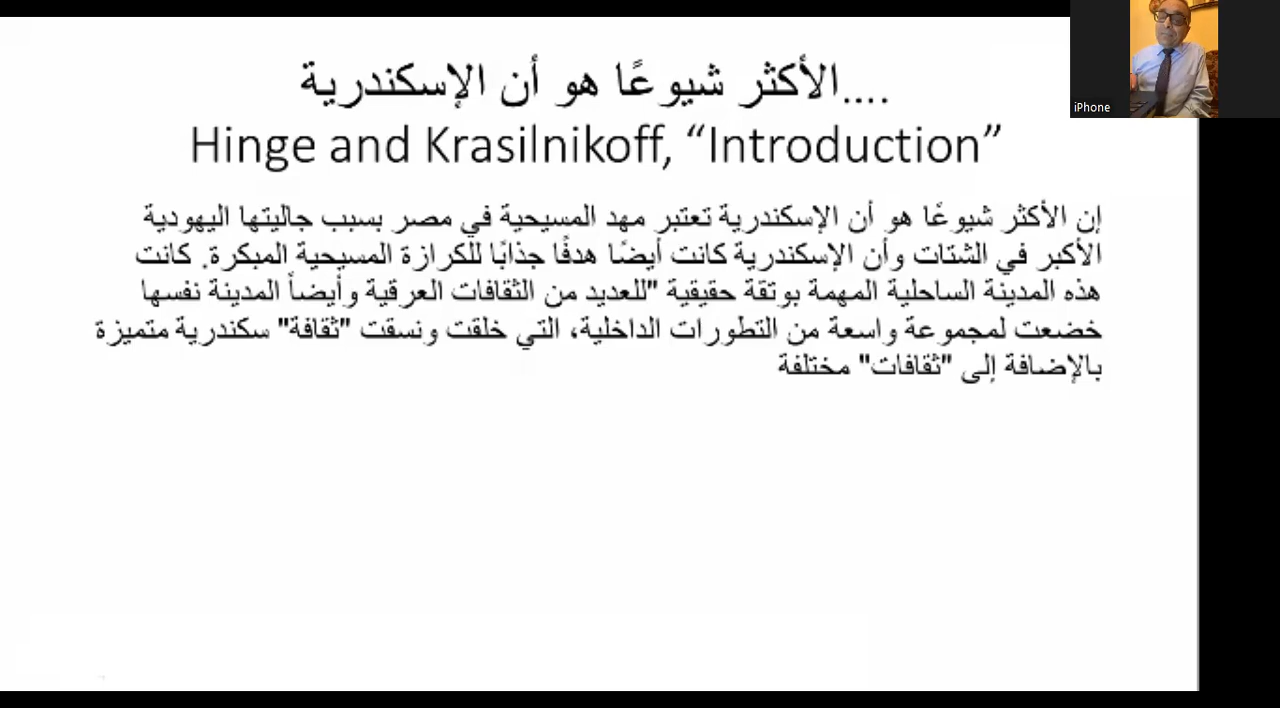 الأكثر شيوعًا هو أن الإسكندرية....
Hinge and Krasilnikoff, “Introduction”
إن الأكثر شيوعًا هو أن الإسكندرية تعتبر مهد المسيحية في مصر بسبب جاليتها اليهودية
الأكبر في الشتات وأن الإسكندرية كانت أيضًا هدفًا جذابًا للكرازة المسيحية المبكرة. كانت
هذه المدينة الساحلية المهمة بوتقة حقيقية "للعديد من الثقافات العرقية وأيضاً المدينة نفسها
خضعت لمجموعة واسعة من التطورات الداخلية، التي خلقت ونسقت "ثقافة" سكندرية متميزة
بالإضافة إلى "ثقافات" مختلفة
iPhone